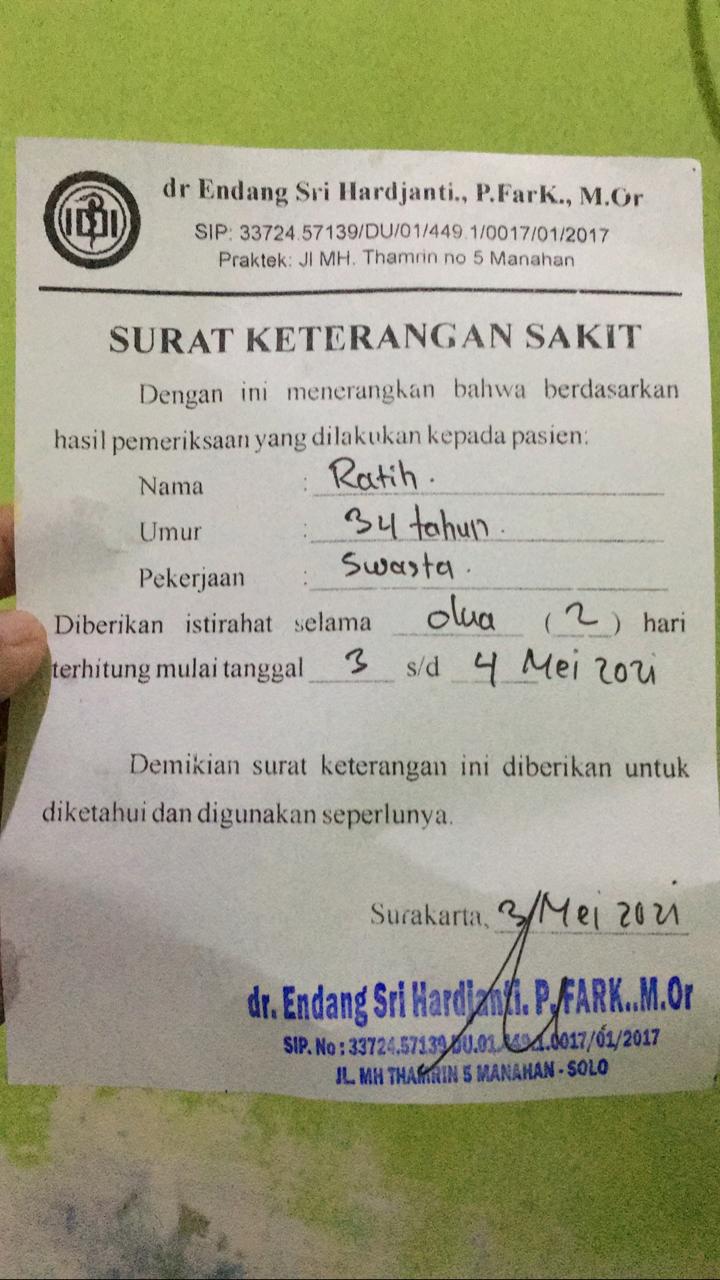 IDI
dr Endang Sri Hardjanti., P.FarK., M.Or
SIP: 33724.57139/DU/01/449.1/0017/01/2017
Praktek: Jl MH. Thamrin no 5 Manahan
SURAT KETERANGAN SAKIT
Dengan ini menerangkan bahwa berdasarkan
hasil pemeriksaan yang dilakukan kepada pasien:
Nama : Ratih.
Umur : 34 tahun.
Pekerjaan : Swasta.
Diberikan istirahat selama dua (2) hari
terhitung mulai tanggal 3 s/d 4 Mei 2021
Demikian surat keterangan ini diberikan untuk
diketahui dan digunakan seperlunya.
Surakarta, 3/Mei 2021
dr. Endang Sri Hardjanti. P.FARK..M.Or
SIP. No : 33724.57139/DU.01.449.1.0017/01/2017
JL. MH THAMRIN 5 MANAHAN - SOLO